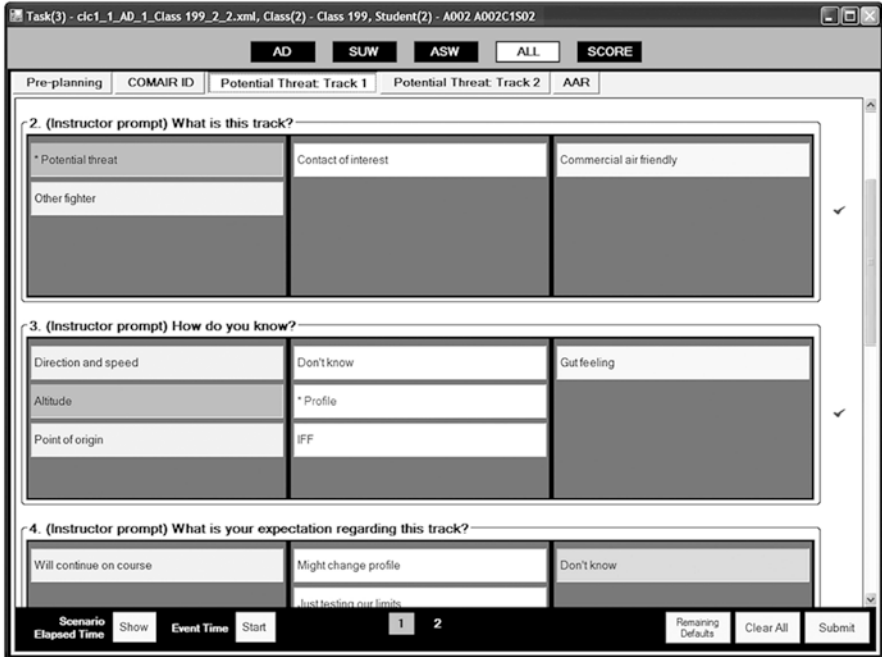 Task(3) - cic1_1_AD_1_Class 199_2_2.xml, Class(2) - Class 199, Student(2) - A002 A002C1S02
AD SUW ASW ALL SCORE
Pre-planning COMAIR ID Potential Threat: Track 1 Potential Threat: Track 2 AAR
2. (Instructor prompt) What is this track?
* Potential threat Contact of interest Commercial air friendly
Other fighter
3. (Instructor prompt) How do you know?
Direction and speed Don't know Gut feeling
Altitude * Profile
Point of origin IFF
4. (Instructor prompt) What is your expectation regarding this track?
Will continue on course Might change profile Don't know
Just testing our limits
Scenario Elapsed Time Show Event Time Start 1 2 Remaining Defaults Clear All Submit